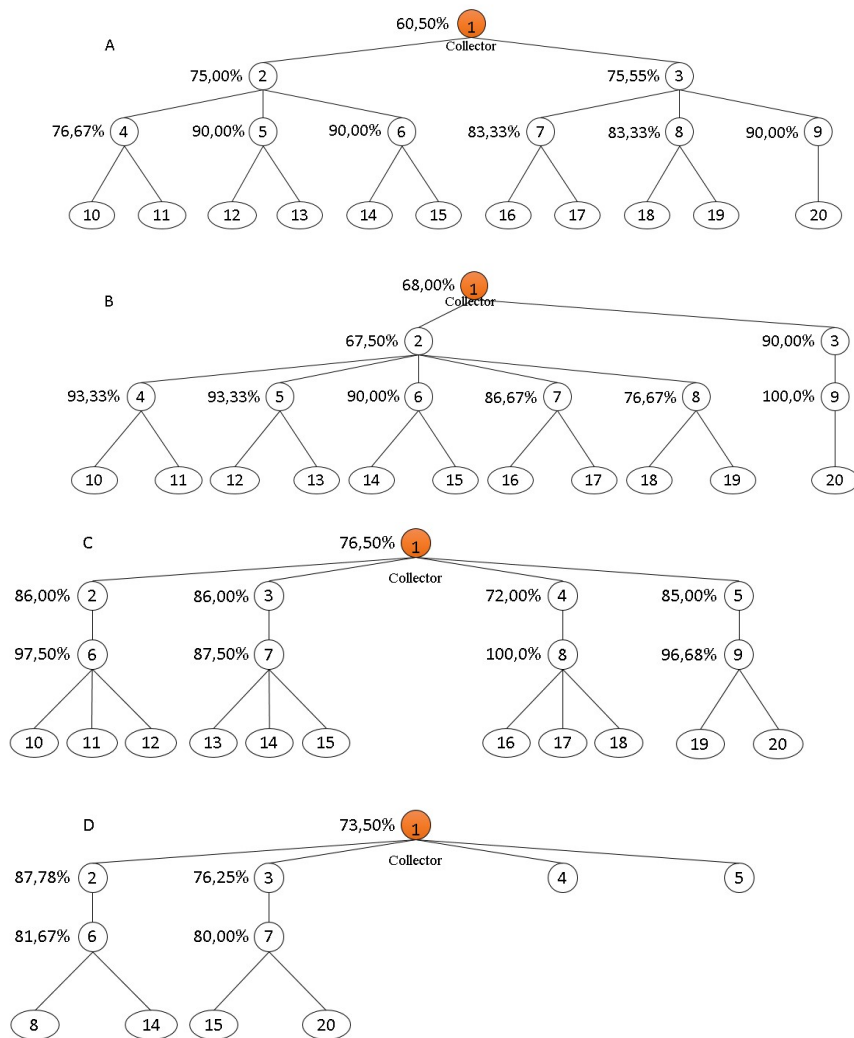 60,50% 1
A
Collector
75,00% 2 75,55% 3
76,67% 4 90,00% 5 90,00% 6 83,33% 7 83,33% 8 90,00% 9
10 11 12 13 14 15 16 17 18 19 20
68,00% 1
B Collector
67,50% 2 90,00% 3
93,33% 4 93,33% 5 90,00% 6 86,67% 7 76,67% 8 100,0% 9
10 11 12 13 14 15 16 17 18 19 20
C 76,50% 1
Collector
86,00% 2 86,00% 3 72,00% 4 85,00% 5
97,50% 6 87,50% 7 100,0% 8 96,68% 9
10 11 12 13 14 15 16 17 18 19 20
D 73,50% 1
Collector
87,78% 2 76,25% 3 4 5
81,67% 6 80,00% 7
8 14 15 20